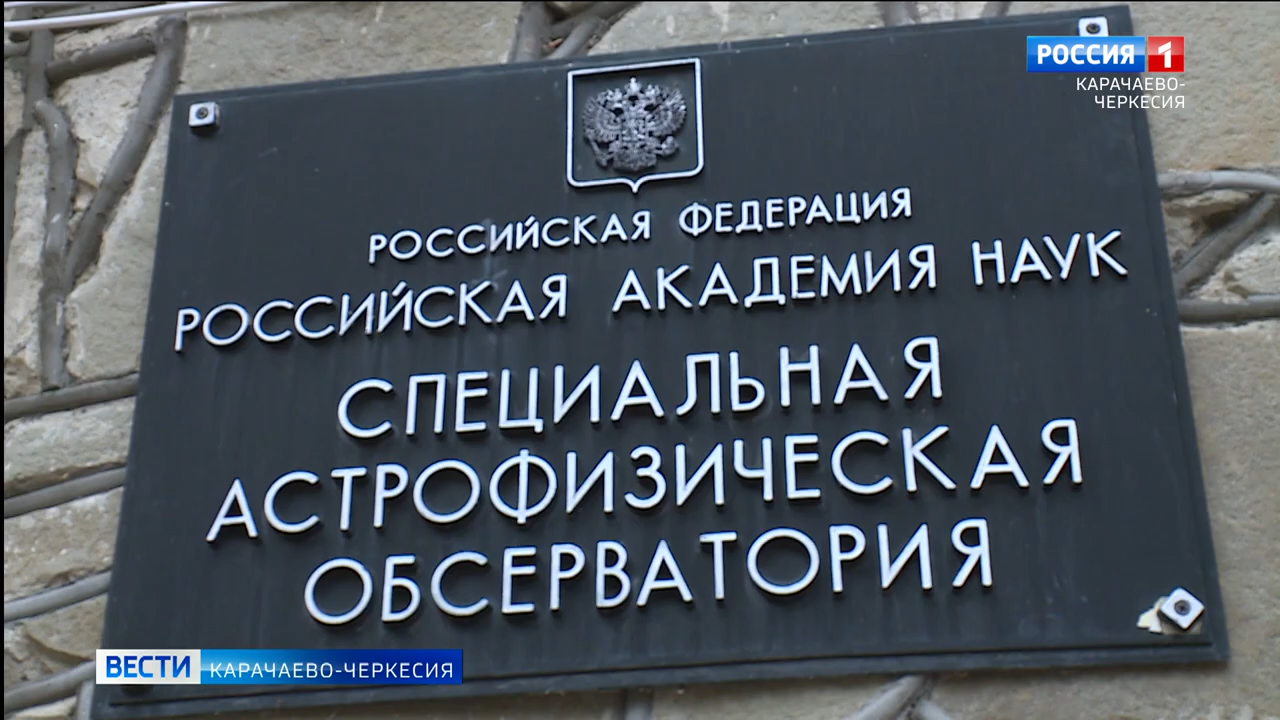 РОССИЯ 1
КАРАЧАЕВО-
ЧЕРКЕСИЯ
РОССИЙСКАЯ ФЕДЕРАЦИЯ
РОССИЙСКАЯ АКАДЕМИЯ НАУК
СПЕЦИАЛЬНАЯ
АСТРОФИЗИЧЕСКАЯ
ОБСЕРВАТОРИЯ
ВЕСТИ КАРАЧАЕВО-ЧЕРКЕСИЯ